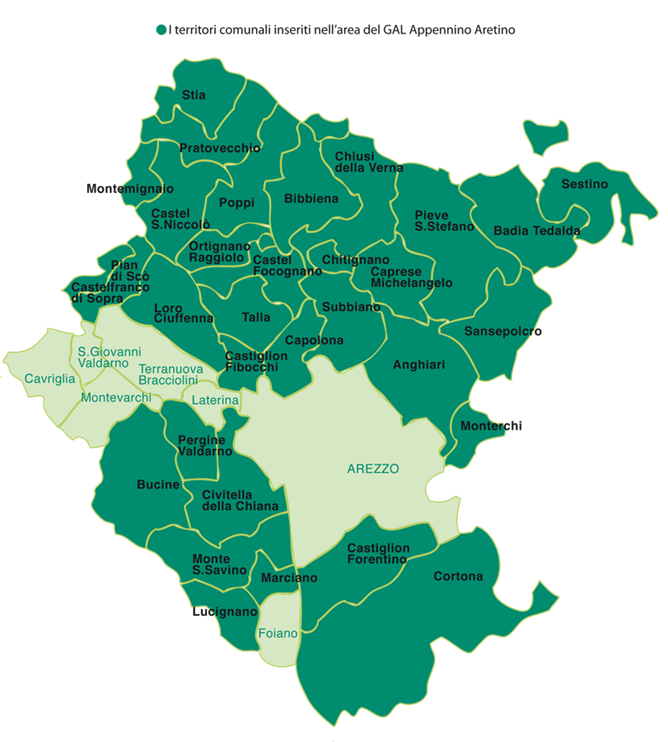 I territori comunali inseriti nell'area del GAL Appennino Aretino
Stia
Pratovecchio
Chiusi
della Verna
Montemignaio
Sestino
Poppi
Bibbiena
Castel
S.Niccolò
Pieve
S.Stefano
Badia Tedalda
Ortignano
Raggiolo
Castel
Focognano
Chitignano
Pian
di Scò
Caprese
Michelangelo
Castelfranco
di Sopra
Loro
Ciuffenna
Talla
Subbiano
Sansepolcro
Capolona
S.Giovanni
Valdarno
Castiglion
Fibocchi
Anghiari
Cavriglia
Terranuova
Bracciolini
Montevarchi
Laterina
Monterchi
Pergine
Valdarno
AREZZO
Bucine
Civitella
della Chiana
Castiglion
Forentino
Monte
S.Savino
Marciano
Cortona
Lucignano
Foiano